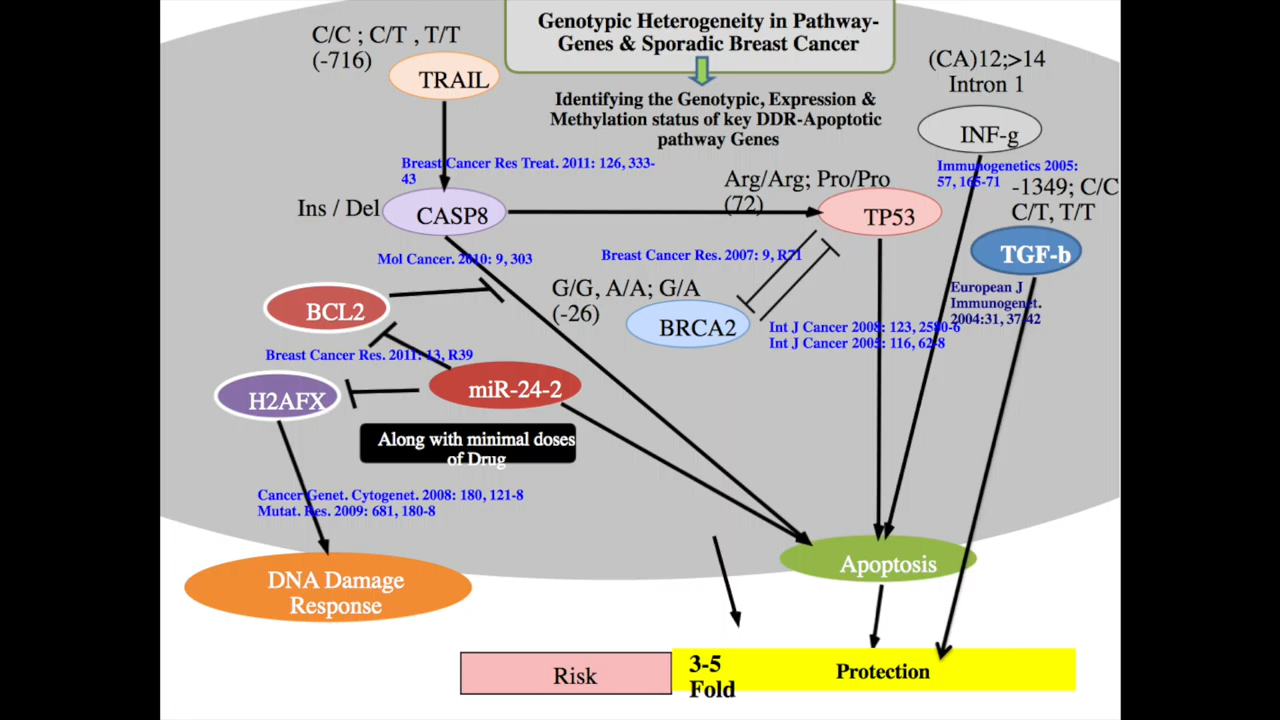 Genotypic Heterogeneity in Pathway-
Genes & Sporadic Breast Cancer
C/C ; C/T , T/T
(-716)
TRAIL
(CA)12;>14
Intron 1
Identifying the Genotypic, Expression &
Methylation status of key DDR-Apoptotic
pathway Genes
INF-g
Breast Cancer Res Treat. 2011: 126, 333-
43
Immunogenetics 2005:
57, 165-71
Arg/Arg; Pro/Pro
(72)
-1349; C/C
C/T, T/T
Ins / Del
CASP8
TP53
TGF-b
Mol Cancer. 2010: 9, 303
Breast Cancer Res. 2007: 9, R71
G/G, A/A; G/A
(-26)
European J
Immunogenet.
2004:31, 37-42
BCL2
BRCA2
Int J Cancer 2008: 123, 2580-6
Int J Cancer 2005: 116, 62-8
Breast Cancer Res. 2011: 13, R39
H2AFX
miR-24-2
Along with minimal doses
of Drug
Cancer Genet. Cytogenet. 2008: 180, 121-8
Mutat. Res. 2009: 681, 180-8
Apoptosis
DNA Damage
Response
Risk
3-5
Fold
Protection